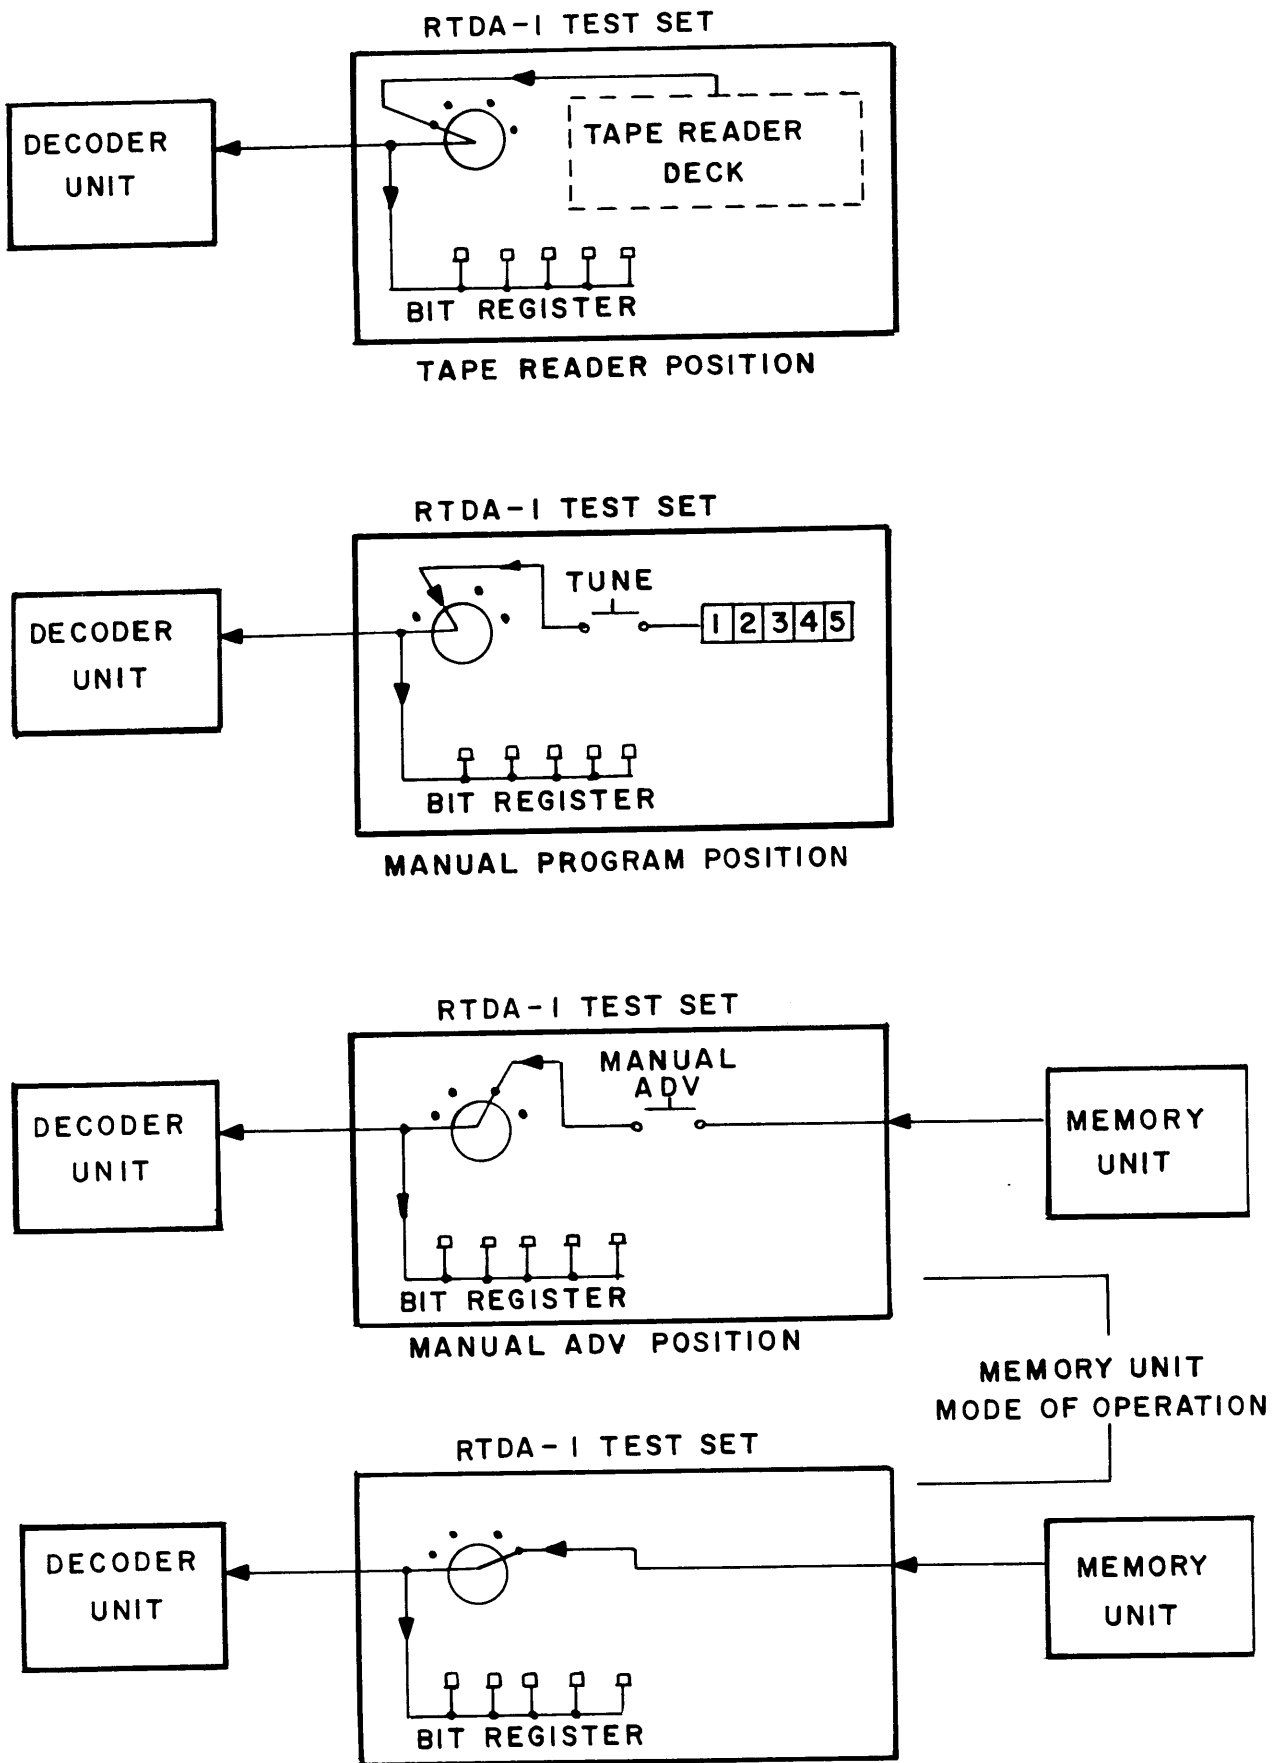 RTDA-1 TEST SET
DECODER
UNIT
TAPE READER
DECK
BIT REGISTER
TAPE READER POSITION
RTDA-1 TEST SET
DECODER
UNIT
TUNE
1 2 3 4 5
BIT REGISTER
MANUAL PROGRAM POSITION
RTDA-1 TEST SET
DECODER
UNIT
MANUAL
ADV
MEMORY
UNIT
BIT REGISTER
MANUAL ADV POSITION
MEMORY UNIT
MODE OF OPERATION
RTDA-1 TEST SET
DECODER
UNIT
MEMORY
UNIT
BIT REGISTER